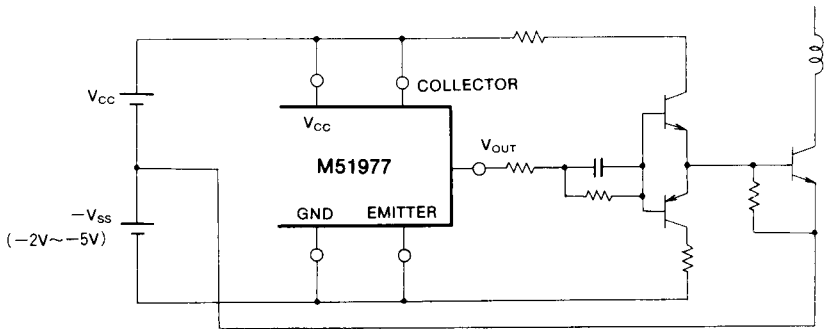 COLLECTOR
VCC
VCC
VOUT
M51977
−VSS
(−2V～−5V)
GND EMITTER